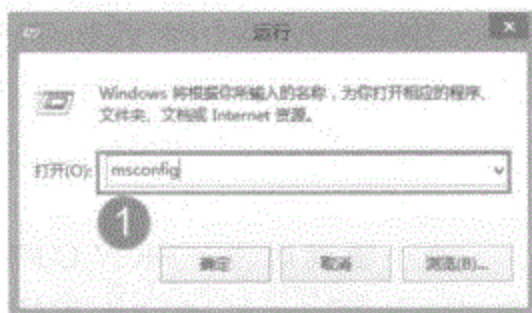 运行
Windows 将根据你所输入的名称，为你打开相应的程序、
文件夹、文档或 Internet 资源。
打开(O): msconfig
1
确定 取消 浏览(B)...